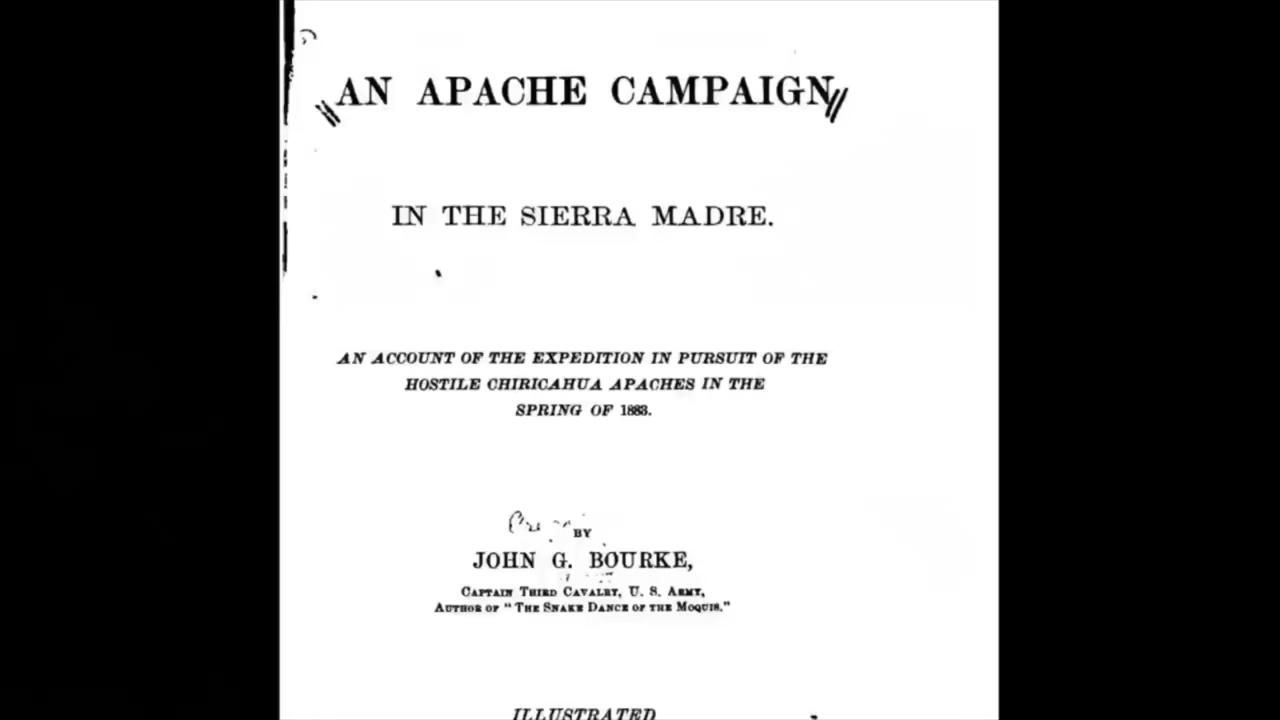 AN APACHE CAMPAIGN
IN THE SIERRA MADRE.
AN ACCOUNT OF THE EXPEDITION IN PURSUIT OF THE
HOSTILE CHIRICAHUA APACHES IN THE
SPRING OF 1883.
BY
JOHN G. BOURKE,
CAPTAIN THIRD CAVALRY, U. S. ARMY,
AUTHOR OF "THE SNAKE DANCE OF THE MOQUIS."
ILLUSTRATED